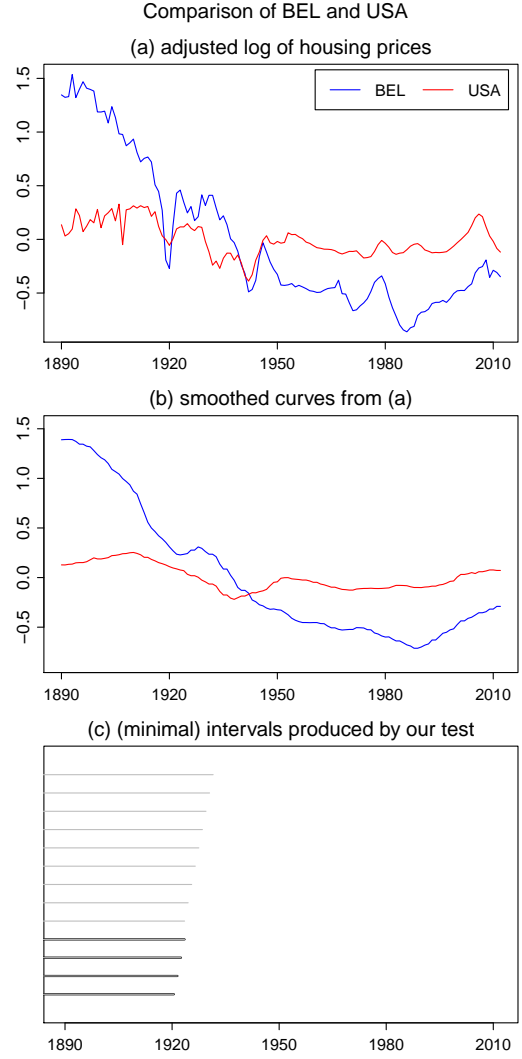 Comparison of BEL and USA
(a) adjusted log of housing prices
BEL USA
1.5
1.0
0.5
0.0
−0.5
1890 1920 1950 1980 2010
(b) smoothed curves from (a)
1.5
1.0
0.5
0.0
−0.5
1890 1920 1950 1980 2010
(c) (minimal) intervals produced by our test
1890 1920 1950 1980 2010